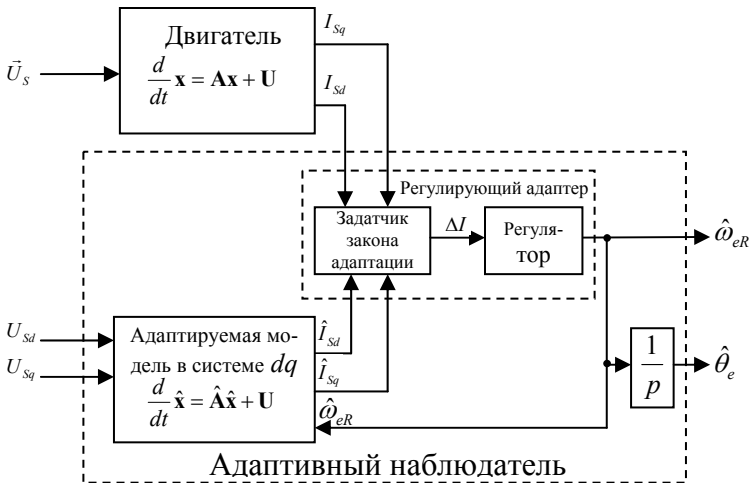 Двигатель
d/dt x = Ax + U
I_Sq
I_Sd
U⃗_S
Регулирующий адаптер
Задатчик
закона
адаптации
ΔI
Регуля-
тор
ω̂_eR
U_Sd
U_Sq
Адаптируемая мо-
дель в системе dq
d/dt x̂ = Âx̂ + U
Î_Sd
Î_Sq
ω̂_eR
1/p
θ̂_e
Адаптивный наблюдатель